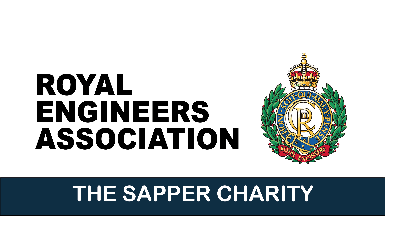 ROYAL
ENGINEERS
ASSOCIATION
THE SAPPER CHARITY